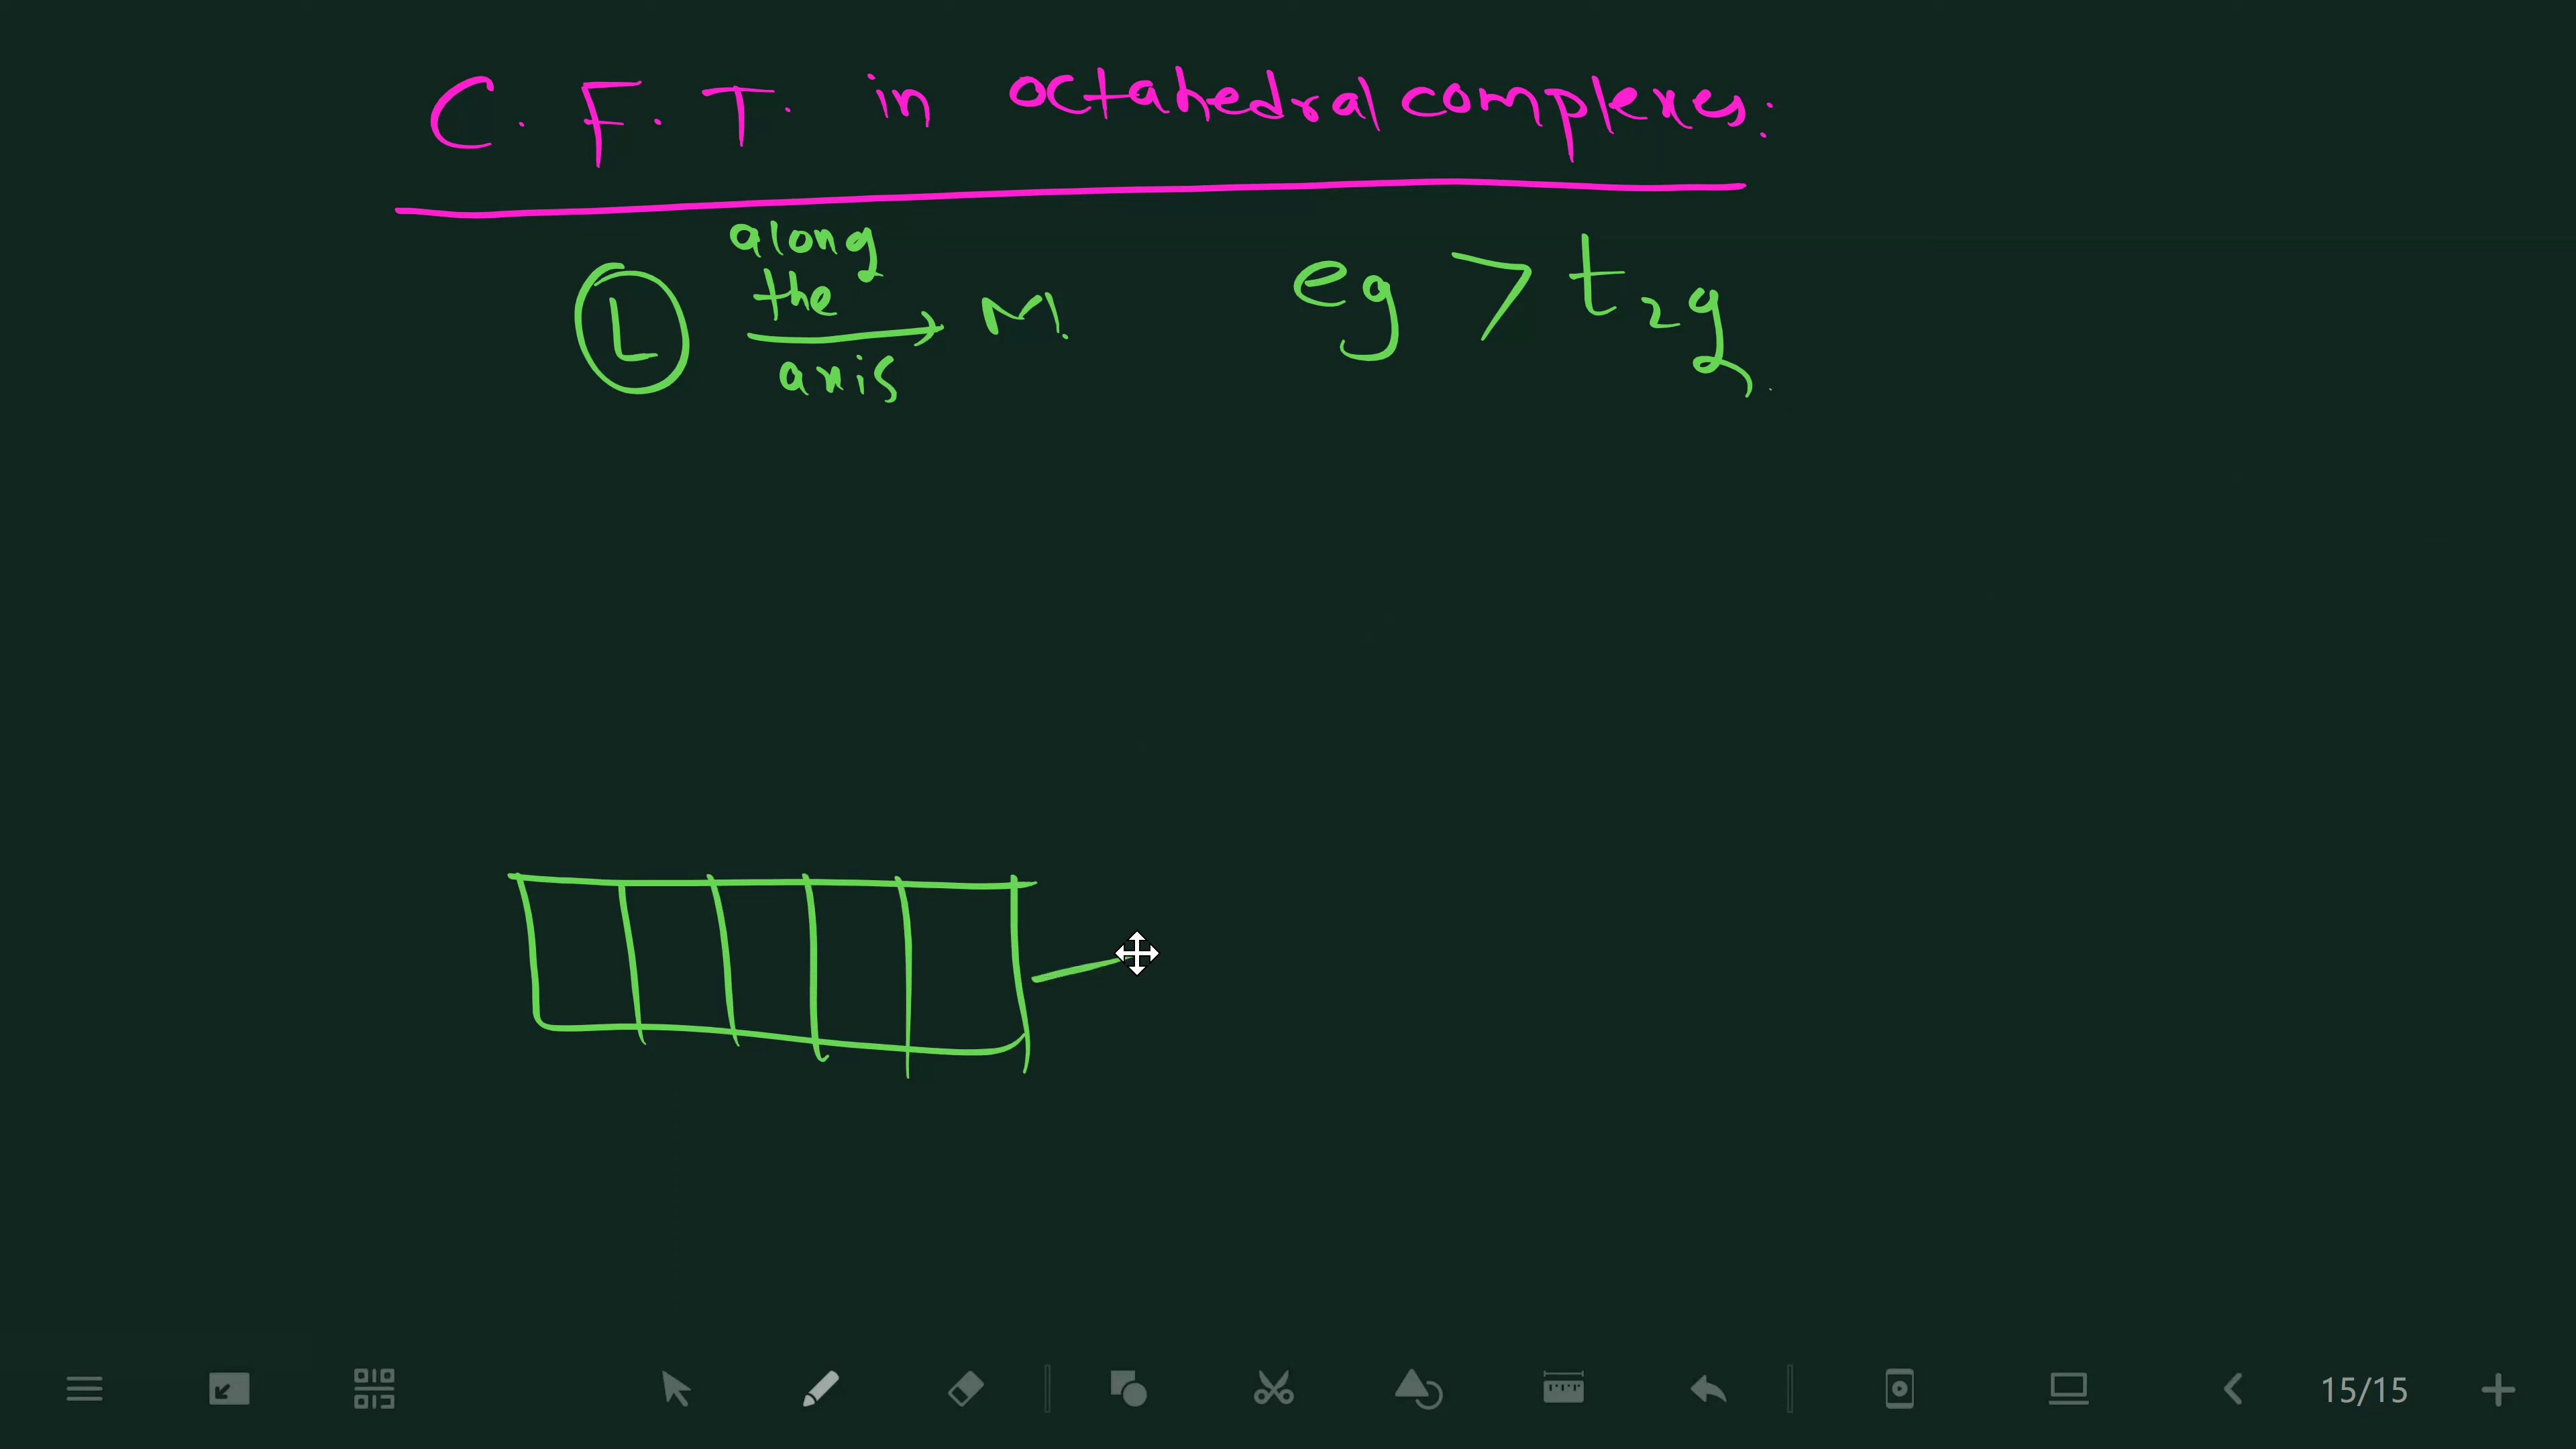 C. F. T. in octahedral complexes:
along
the
L → M.
axis
eg > t2g.
15/15